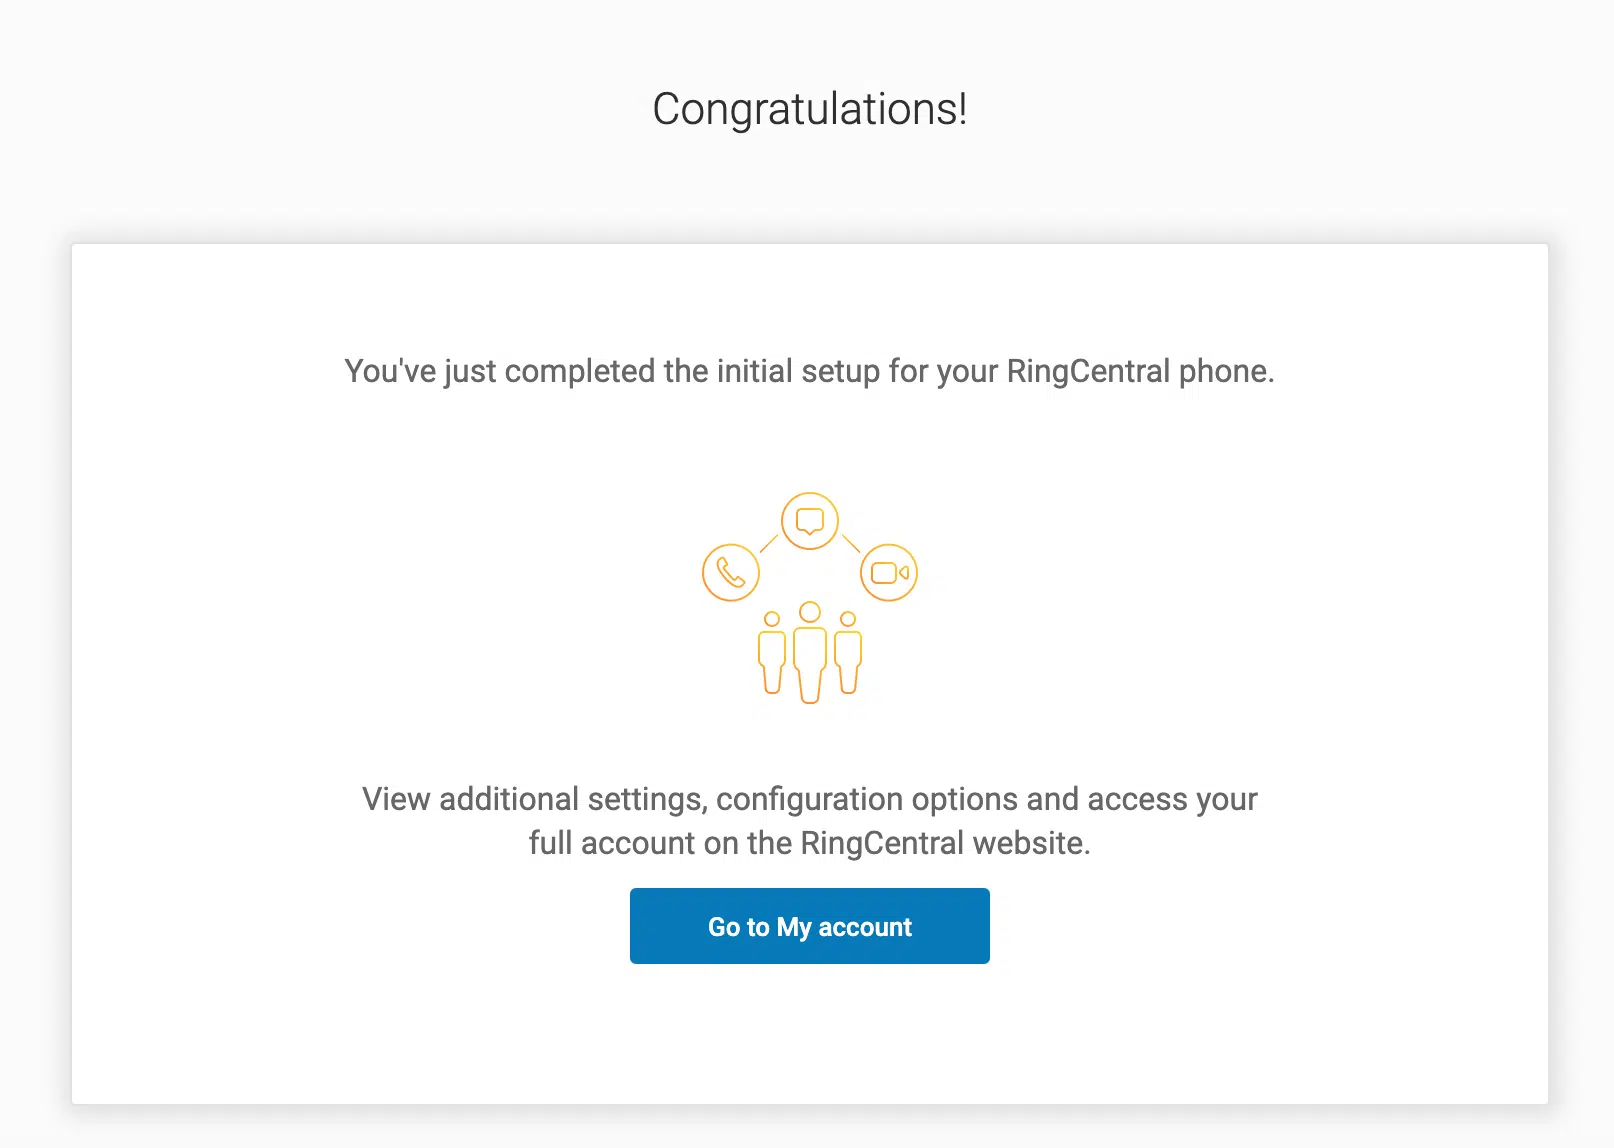 Congratulations!
You've just completed the initial setup for your RingCentral phone.
View additional settings, configuration options and access your
full account on the RingCentral website.
Go to My account